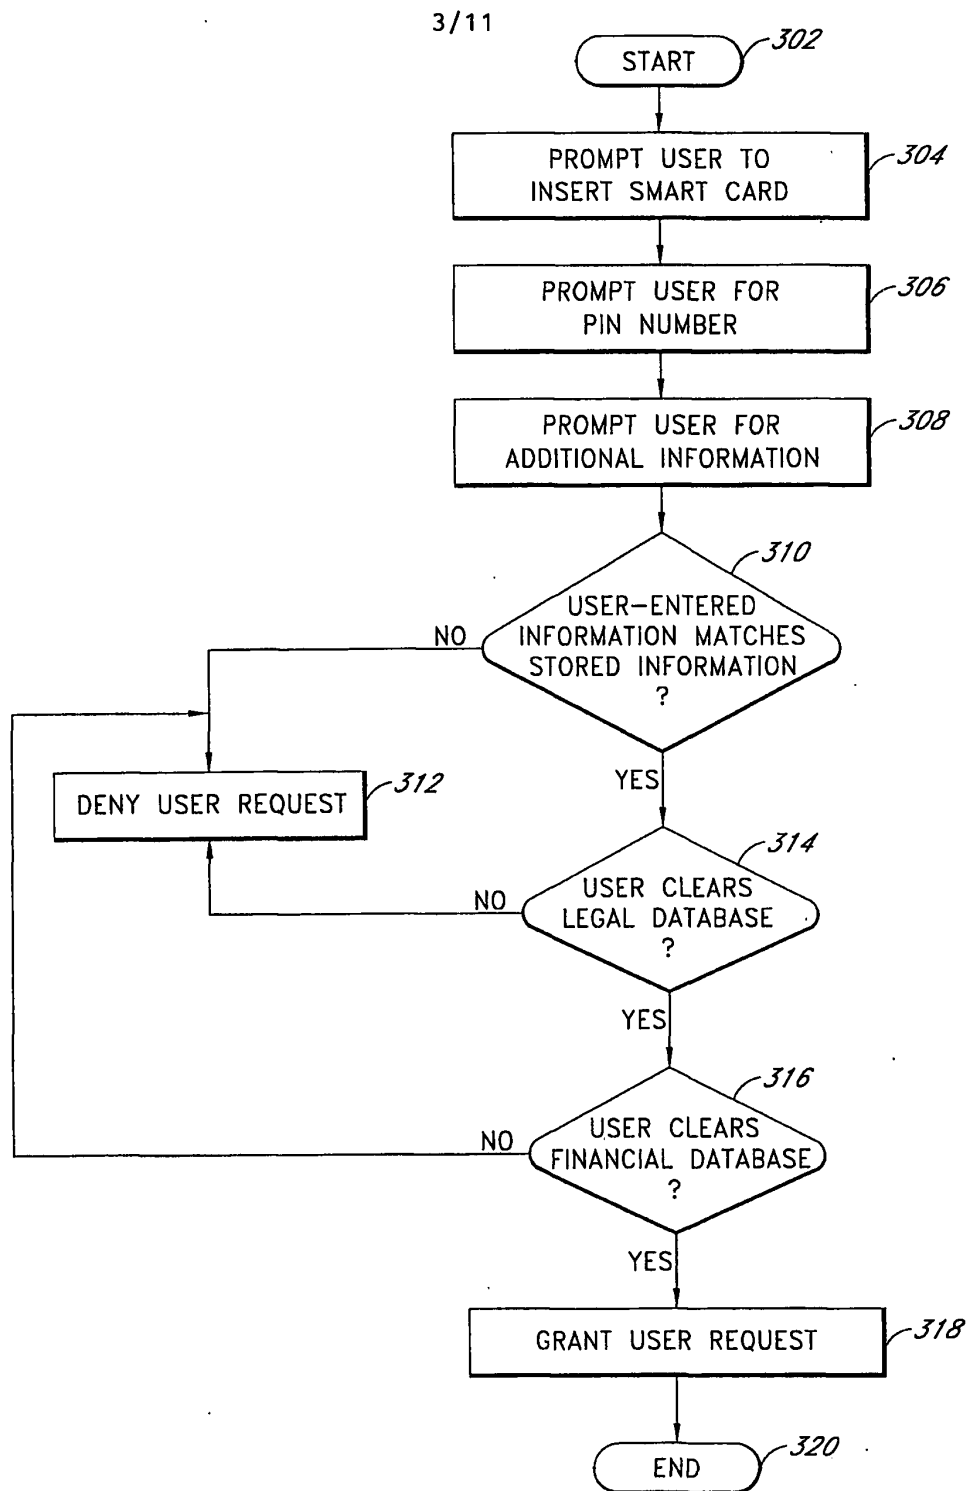 3/11
START
302
PROMPT USER TO
INSERT SMART CARD
304
PROMPT USER FOR
PIN NUMBER
306
PROMPT USER FOR
ADDITIONAL INFORMATION
308
USER-ENTERED
INFORMATION MATCHES
STORED INFORMATION
?
310
NO
YES
DENY USER REQUEST
312
USER CLEARS
LEGAL DATABASE
?
314
NO
YES
USER CLEARS
FINANCIAL DATABASE
?
316
NO
YES
GRANT USER REQUEST
318
END
320